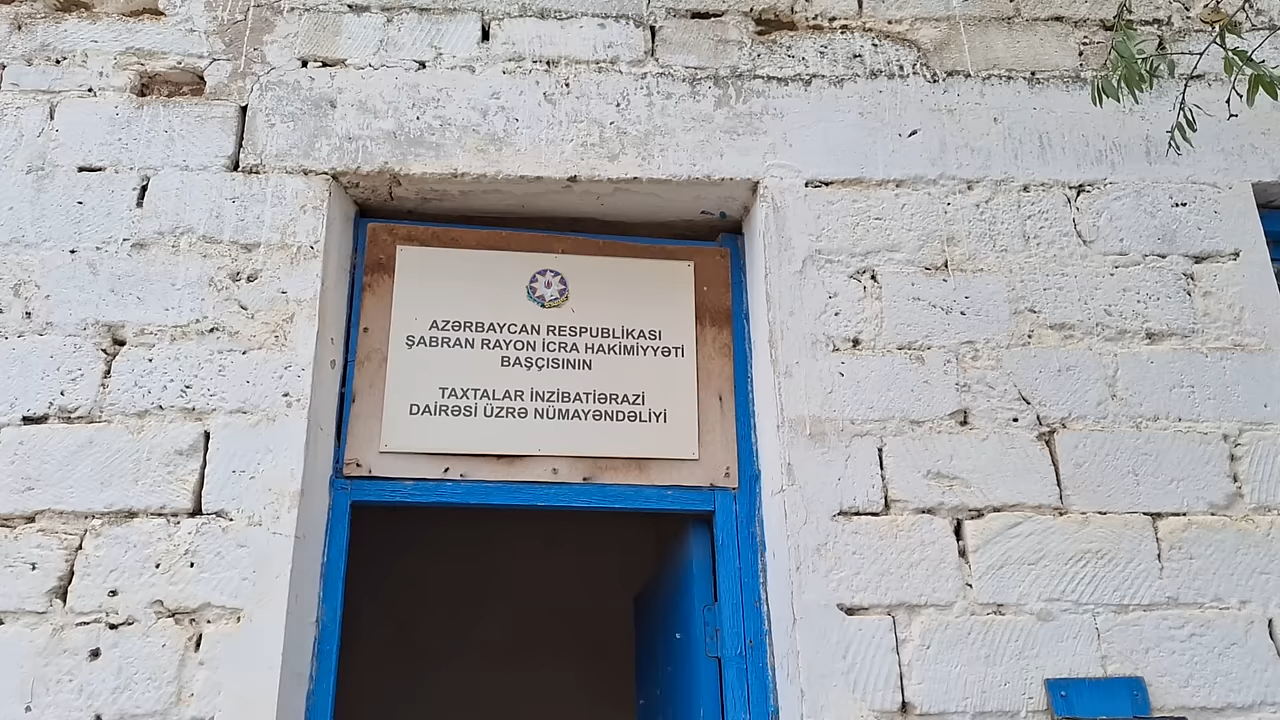 AZƏRBAYCAN RESPUBLİKASI
ŞABRAN RAYON İCRA HAKİMİYYƏTİ
BAŞÇISININ
TAXTALAR İNZİBATİƏRAZİ
DAİRƏSİ ÜZRƏ NÜMAYƏNDƏLİYİ